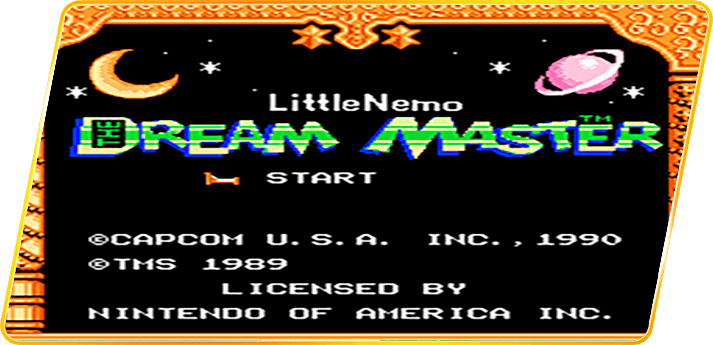 LittleNemo
THE DREAM MASTER™
START
©CAPCOM U.S.A. INC.,1990
©TMS 1989
LICENSED BY
NINTENDO OF AMERICA INC.